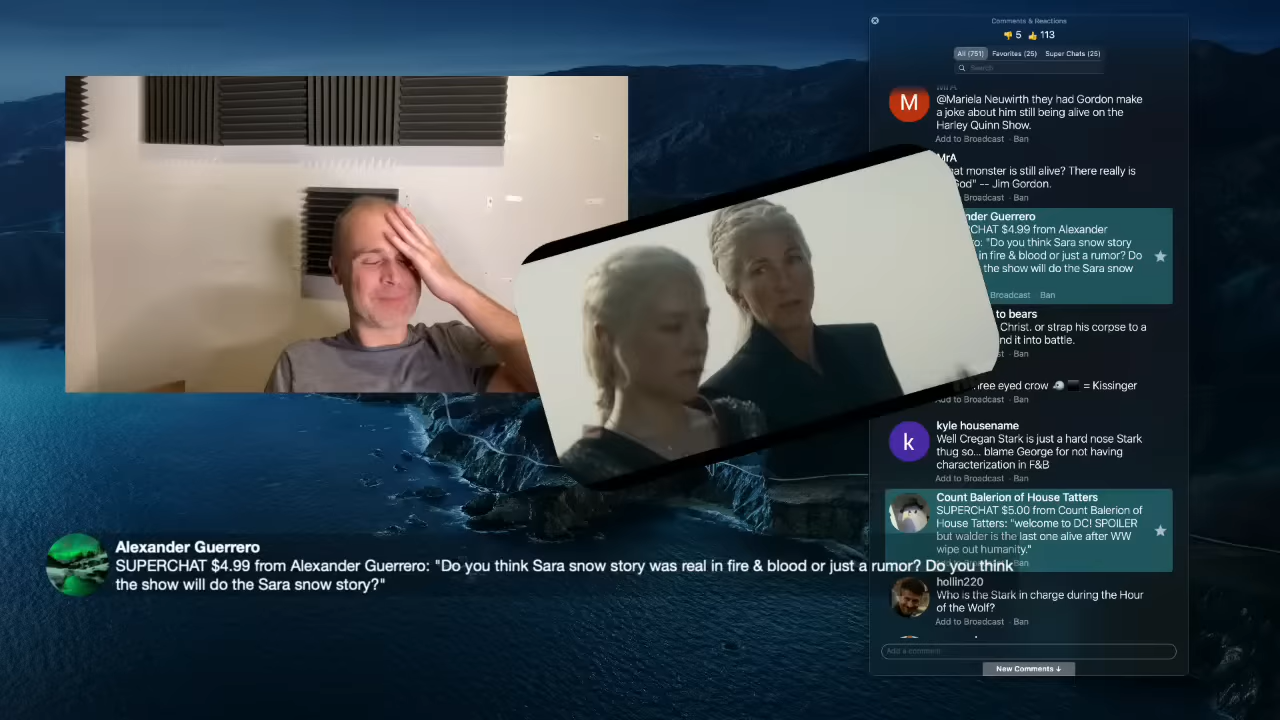 Comments & Reactions
👎 5 👍 113
All (751) Favorites (25) Super Chats (25)
Search
MrA
@Mariela Neuwirth they had Gordon make
a joke about him still being alive on the
Harley Quinn Show.
Add to Broadcast · Ban
M
MrA
at monster is still alive? There really is
God" -- Jim Gordon.
Broadcast · Ban
nder Guerrero
CHAT $4.99 from Alexander
ro: "Do you think Sara snow story
in fire & blood or just a rumor? Do
the show will do the Sara snow
Broadcast Ban
to bears
Christ. or strap his corpse to a
nd it into battle.
Ban
ree eyed crow = Kissinger
Add to Broadcast · Ban
k
kyle housename
Well Cregan Stark is just a hard nose Stark
thug so... blame George for not having
characterization in F&B
Add to Broadcast · Ban
Count Balerion of House Tatters
SUPERCHAT $5.00 from Count Balerion of
House Tatters: "welcome to DC! SPOILER
but walder is the last one alive after WW
wipe out humanity."
Ban
hollin220
Who is the Stark in charge during the Hour
of the Wolf?
Add to Broadcast · Ban
Add a comment
New Comments ↓
Alexander Guerrero
SUPERCHAT $4.99 from Alexander Guerrero: "Do you think Sara snow story was real in fire & blood or just a rumor? Do you think
the show will do the Sara snow story?"